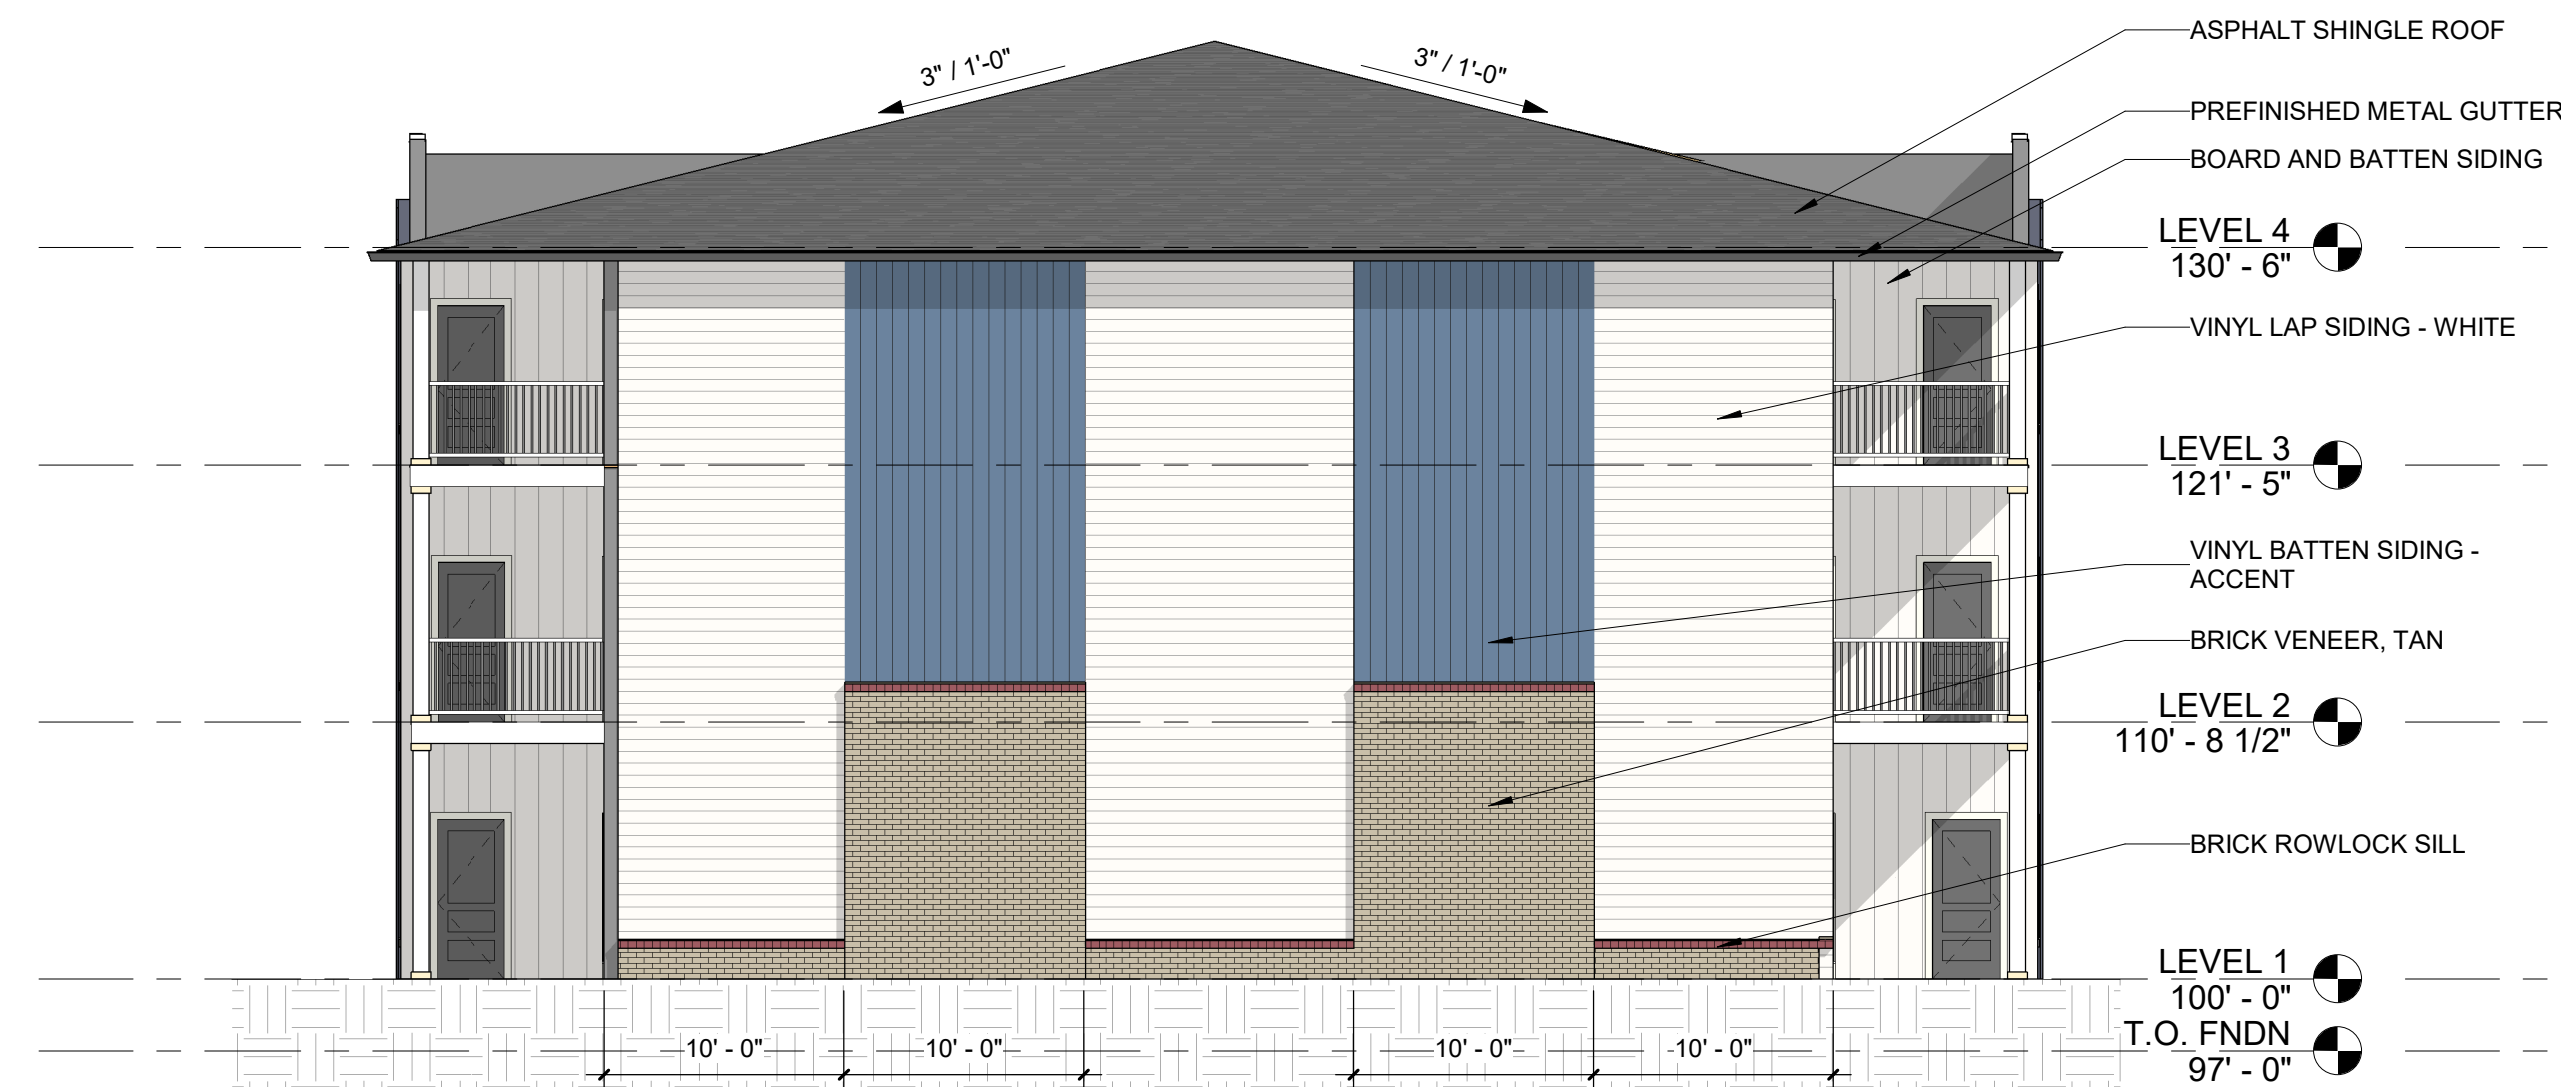 ASPHALT SHINGLE ROOF
3" / 1'-0"
3" / 1'-0"
PREFINISHED METAL GUTTER
BOARD AND BATTEN SIDING
LEVEL 4
130' - 6"
VINYL LAP SIDING - WHITE
LEVEL 3
121' - 5"
VINYL BATTEN SIDING -
ACCENT
BRICK VENEER, TAN
LEVEL 2
110' - 8 1/2"
BRICK ROWLOCK SILL
LEVEL 1
100' - 0"
T.O. FNDN
97' - 0"
10' - 0"
10' - 0"
10' - 0"
10' - 0"